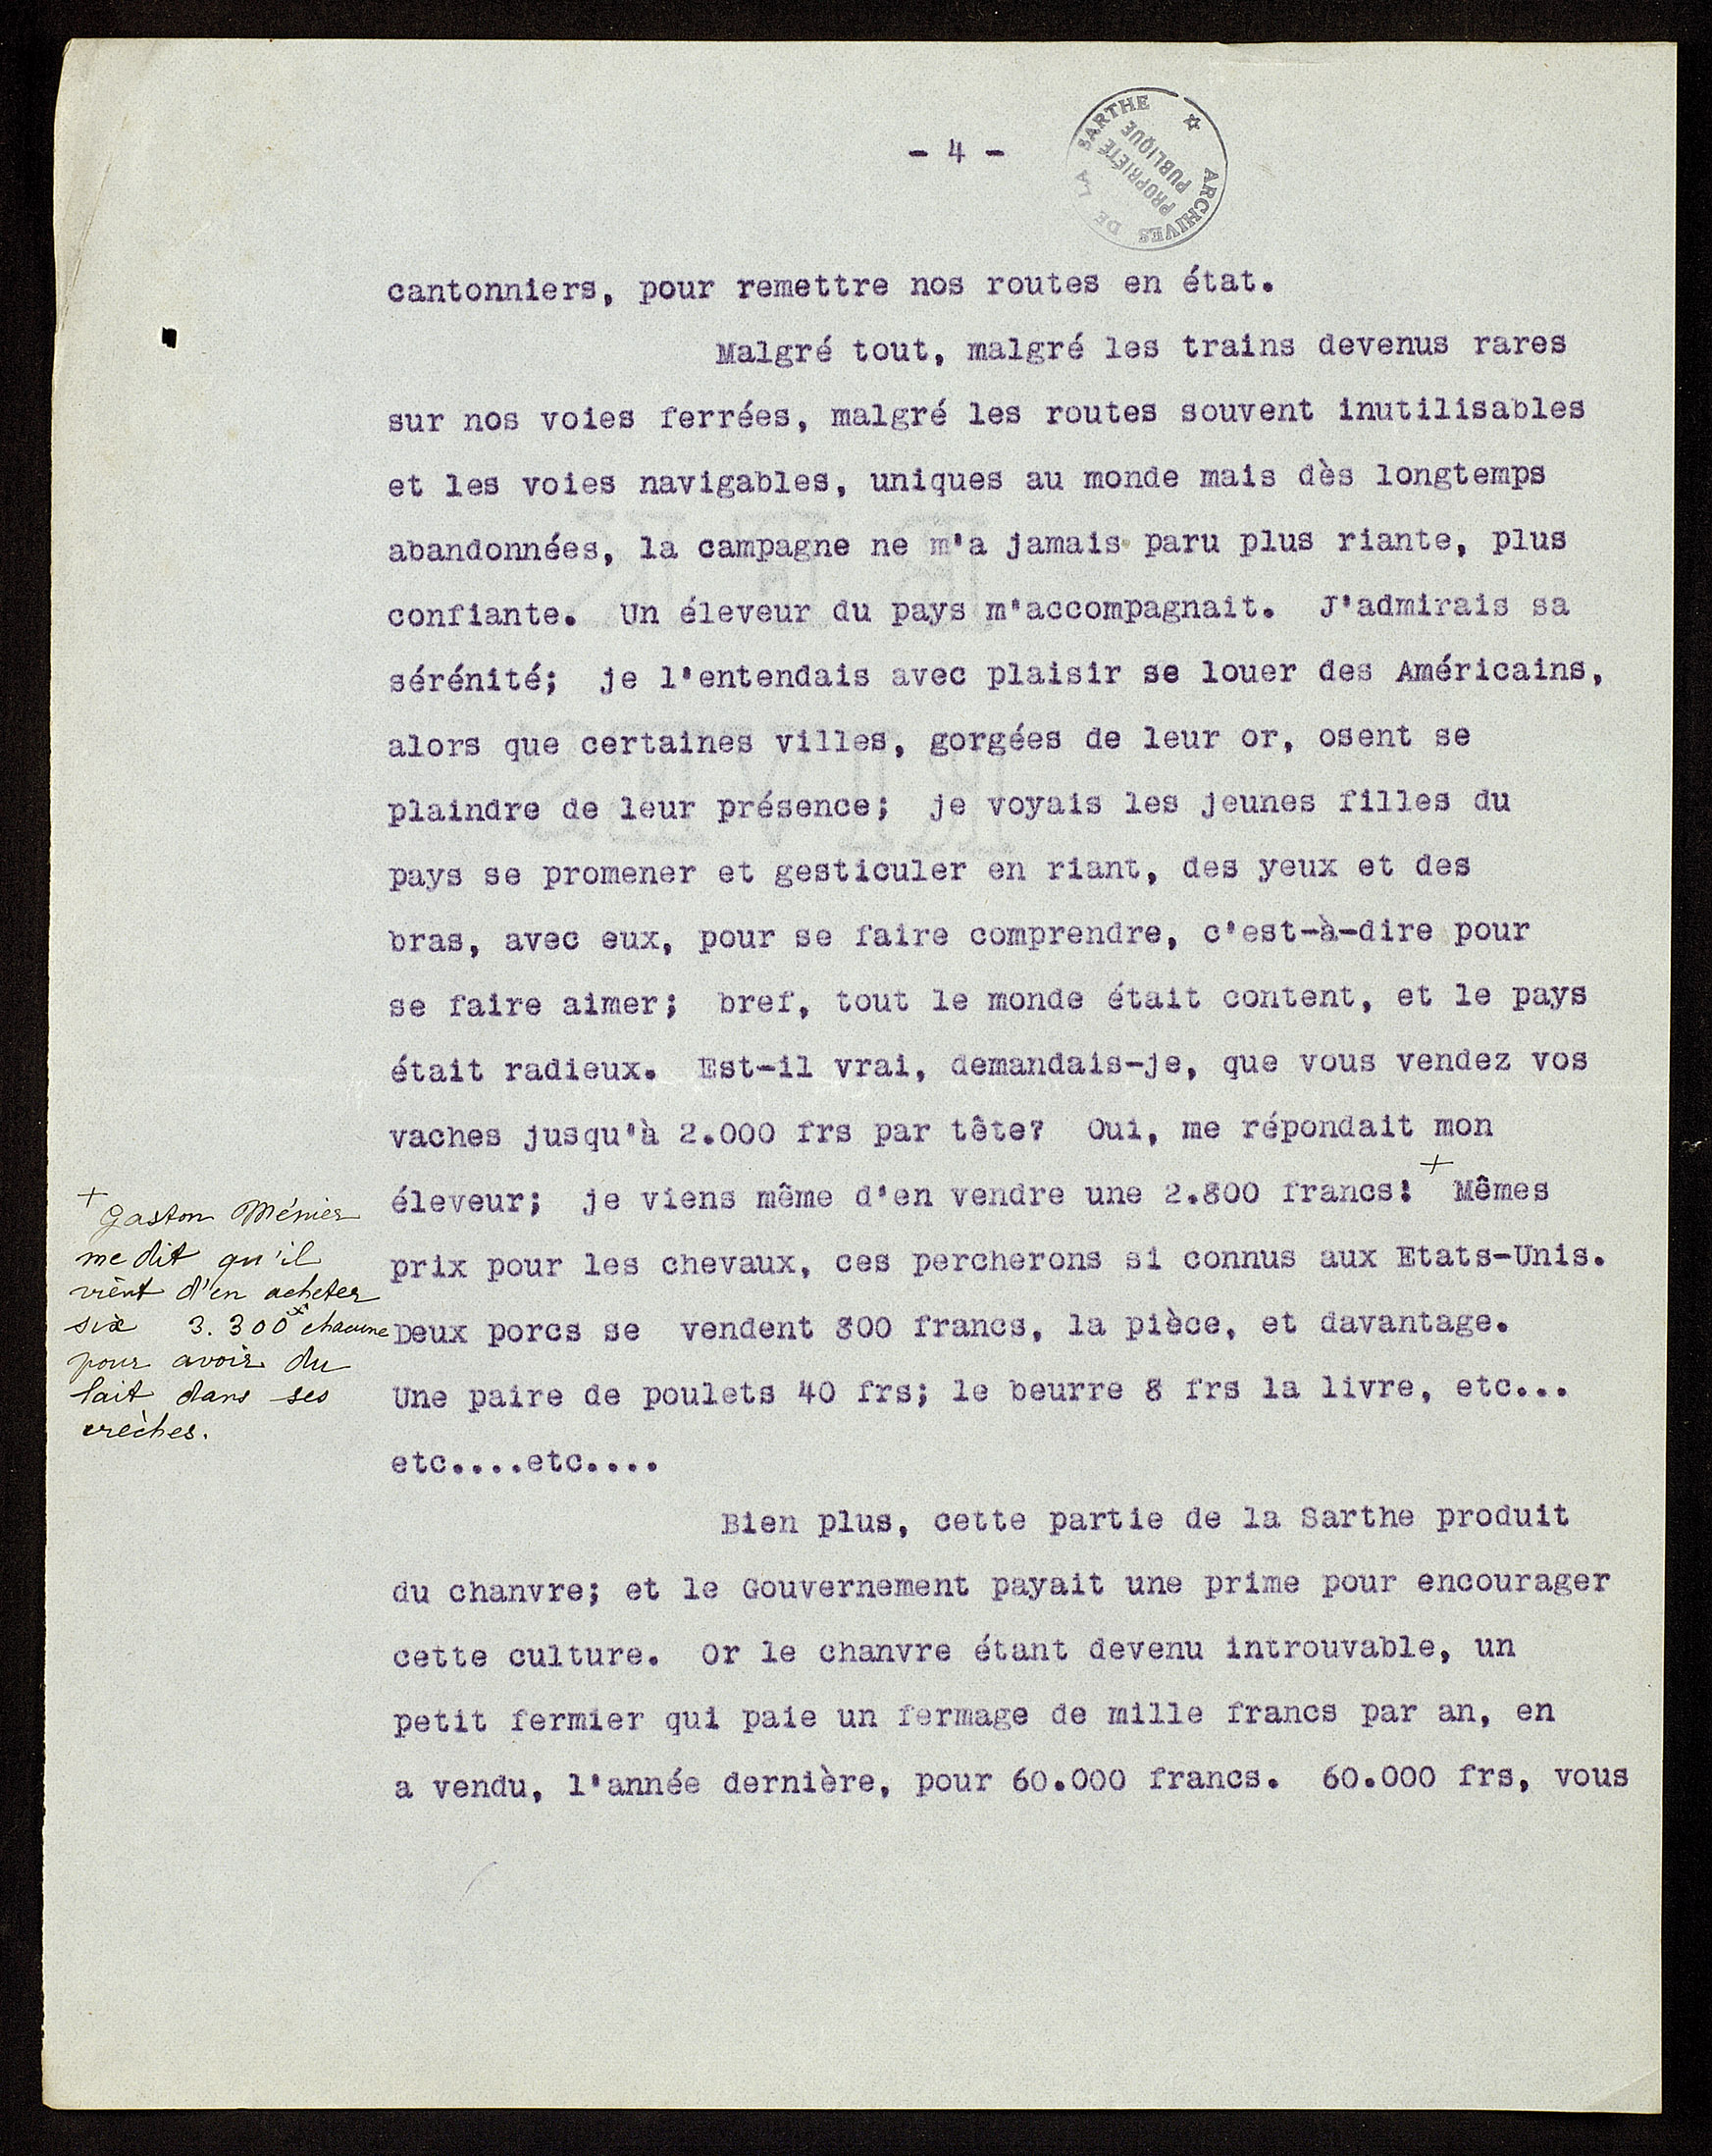 - 4 -
ARCHIVES DE LA SARTHE
PROPRIÉTÉ
PUBLIQUE
cantonniers, pour remettre nos routes en état.
Malgré tout, malgré les trains devenus rares
sur nos voies ferrées, malgré les routes souvent inutilisables
et les voies navigables, uniques au monde mais dès longtemps
abandonnées, la campagne ne m'a jamais paru plus riante, plus
confiante. Un éleveur du pays m'accompagnait. J'admirais sa
sérénité; je l'entendais avec plaisir se louer des Américains,
alors que certaines villes, gorgées de leur or, osent se
plaindre de leur présence; je voyais les jeunes filles du
pays se promener et gesticuler en riant, des yeux et des
bras, avec eux, pour se faire comprendre, c'est-à-dire pour
se faire aimer; bref, tout le monde était content, et le pays
était radieux. Est-il vrai, demandais-je, que vous vendez vos
vaches jusqu'à 2.000 frs par tête? Oui, me répondait mon
éleveur; je viens même d'en vendre une 2.800 francs! + Mêmes
prix pour les chevaux, ces percherons si connus aux Etats-Unis.
Deux porcs se vendent 800 francs, la pièce, et davantage.
Une paire de poulets 40 frs; le beurre 8 frs la livre, etc...
etc....etc....
+ Gaston Ménier
me dit qu'il
vient d'en acheter
six 3.300 chacune
pour avoir du
lait dans ses
crèches.
Bien plus, cette partie de la Sarthe produit
du chanvre; et le Gouvernement payait une prime pour encourager
cette culture. Or le chanvre étant devenu introuvable, un
petit fermier qui paie un fermage de mille francs par an, en
a vendu, l'année dernière, pour 60.000 francs. 60.000 frs, vous